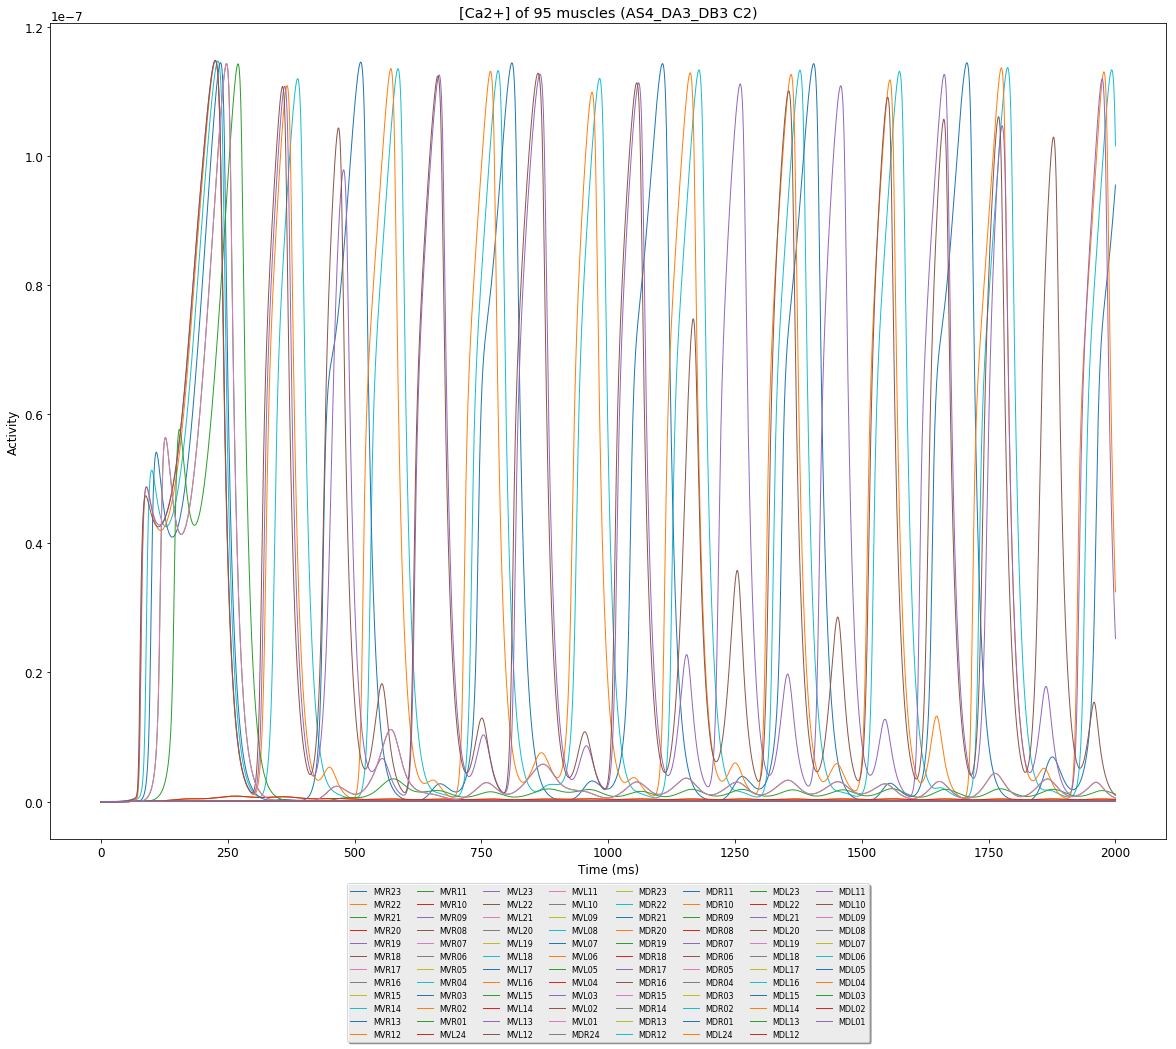 [Ca2+] of 95 muscles (AS4_DA3_DB3 C2)
1e−7
1.2
1.0
0.8
0.6
0.4
0.2
0.0
Activity
0 250 500 750 1000 1250 1500 1750 2000
Time (ms)
MVR23 MVR11 MVL23 MVL11 MDR23 MDR11 MDL23 MDL11
MVR22 MVR10 MVL22 MVL10 MDR22 MDR10 MDL22 MDL10
MVR21 MVR09 MVL21 MVL09 MDR21 MDR09 MDL21 MDL09
MVR20 MVR08 MVL20 MVL08 MDR20 MDR08 MDL20 MDL08
MVR19 MVR07 MVL19 MVL07 MDR19 MDR07 MDL19 MDL07
MVR18 MVR06 MVL18 MVL06 MDR18 MDR06 MDL18 MDL06
MVR17 MVR05 MVL17 MVL05 MDR17 MDR05 MDL17 MDL05
MVR16 MVR04 MVL16 MVL04 MDR16 MDR04 MDL16 MDL04
MVR15 MVR03 MVL15 MVL03 MDR15 MDR03 MDL15 MDL03
MVR14 MVR02 MVL14 MVL02 MDR14 MDR02 MDL14 MDL02
MVR13 MVR01 MVL13 MVL01 MDR13 MDR01 MDL13 MDL01
MVR12 MVL24 MVL12 MDR24 MDR12 MDL24 MDL12